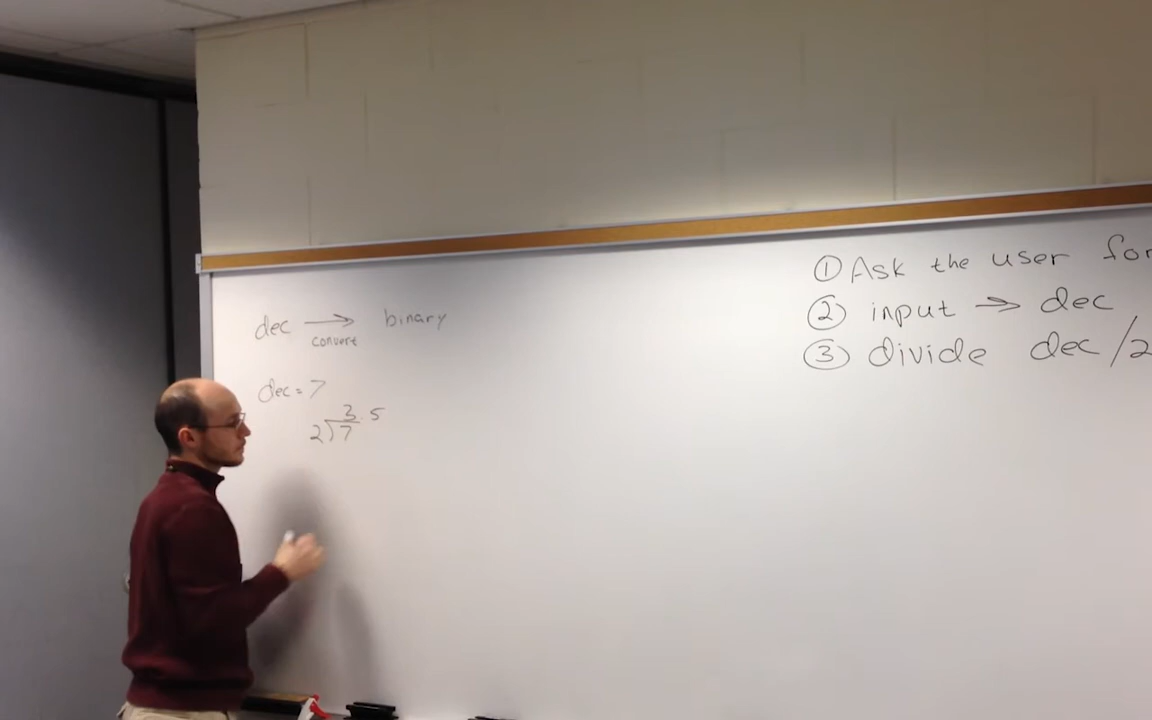 dec → binary
convert
dec = 7
3.5
2)7
① Ask the user for
② input → dec
③ divide dec/2